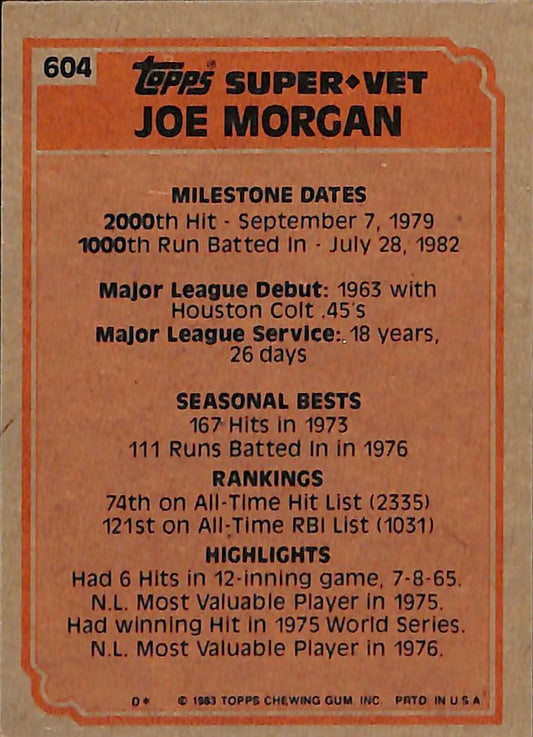 604
TOPPS® SUPER♦VET
JOE MORGAN
MILESTONE DATES
2000th Hit - September 7, 1979
1000th Run Batted In - July 28, 1982
Major League Debut: 1963 with
Houston Colt .45's
Major League Service: 18 years,
26 days
SEASONAL BESTS
167 Hits in 1973
111 Runs Batted In in 1976
RANKINGS
74th on All-Time Hit List (2335)
121st on All-Time RBI List (1031)
HIGHLIGHTS
Had 6 Hits in 12-inning game, 7-8-65.
N.L. Most Valuable Player in 1975.
Had winning Hit in 1975 World Series.
N.L. Most Valuable Player in 1976.
D* © 1983 TOPPS CHEWING GUM, INC. PRTD. IN U.S.A.